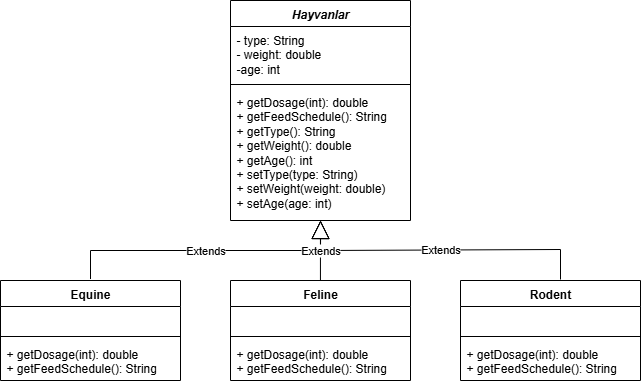 Hayvanlar
- type: String
- weight: double
-age: int
+ getDosage(int): double
+ getFeedSchedule(): String
+ getType(): String
+ getWeight(): double
+ getAge(): int
+ setType(type: String)
+ setWeight(weight: double)
+ setAge(age: int)
Extends
Extends
Extends
Equine
+ getDosage(int): double
+ getFeedSchedule(): String
Feline
+ getDosage(int): double
+ getFeedSchedule(): String
Rodent
+ getDosage(int): double
+ getFeedSchedule(): String